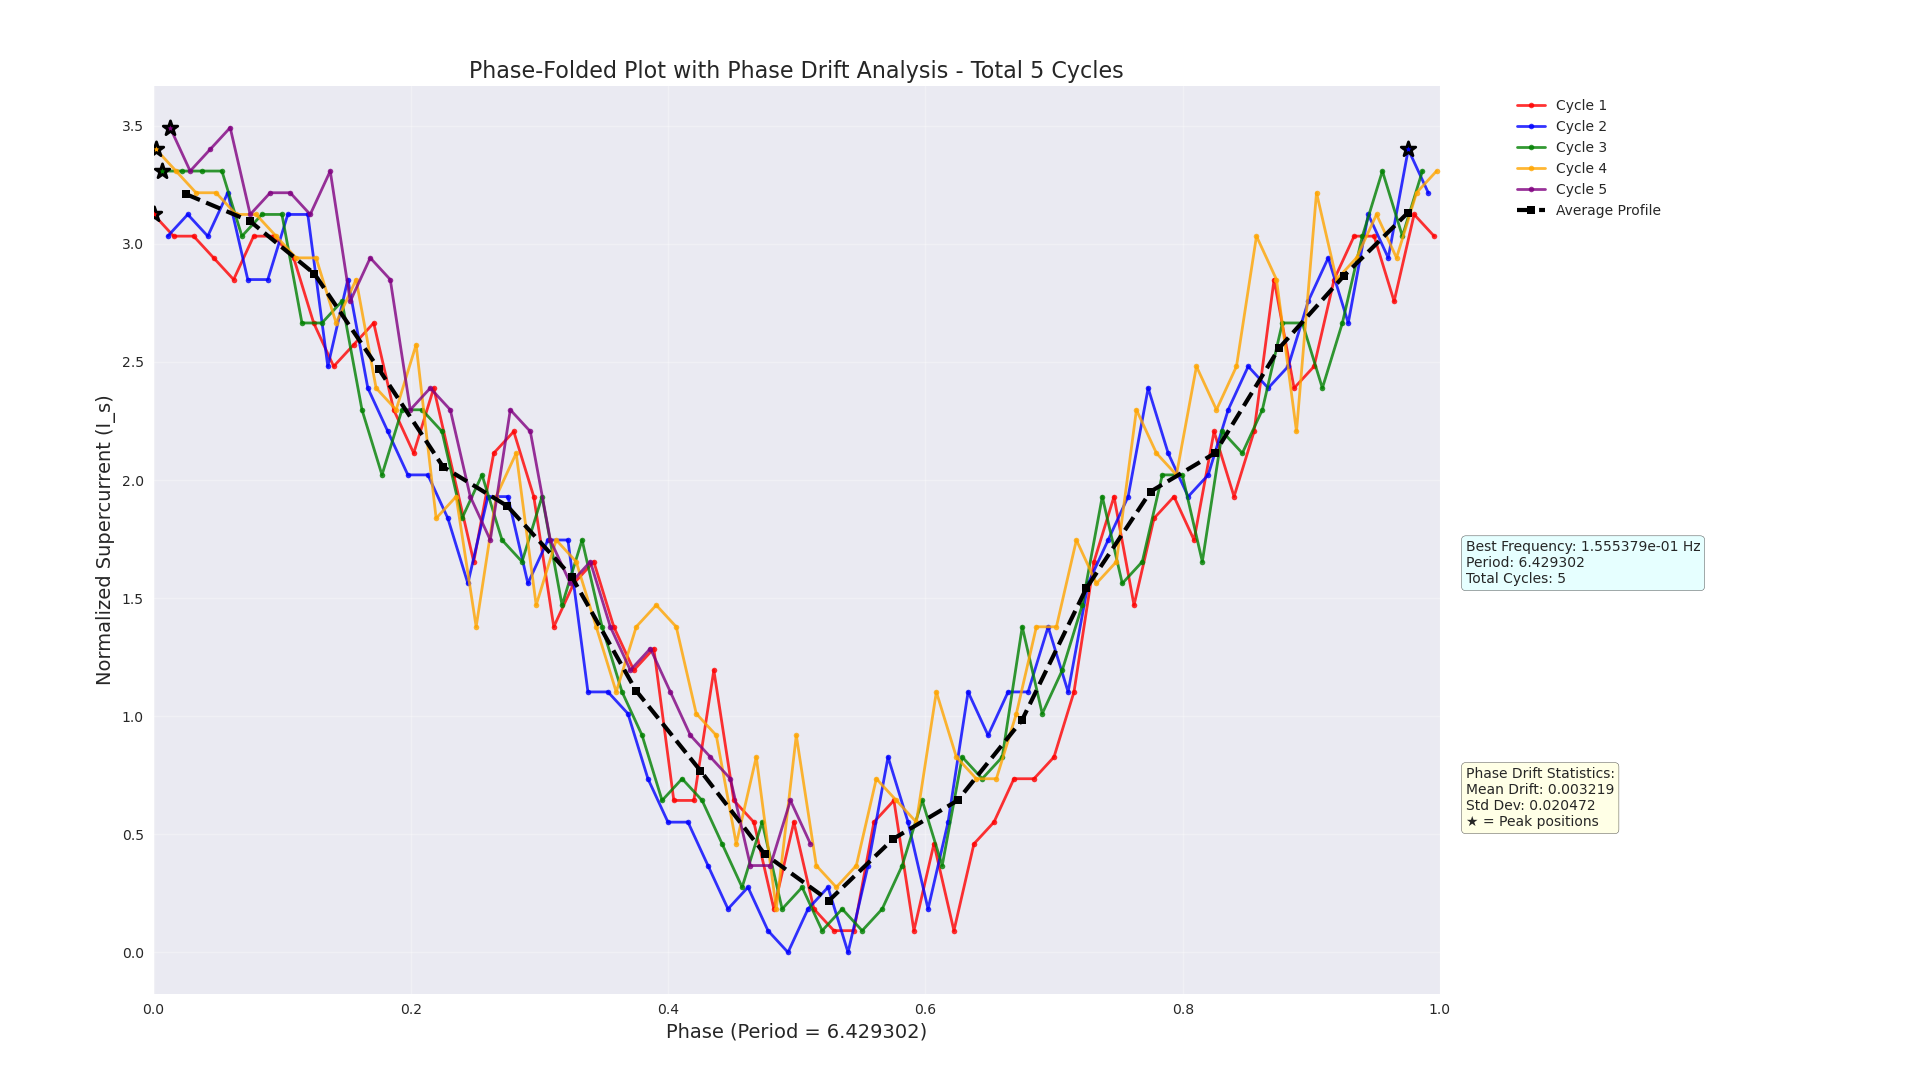 Phase-Folded Plot with Phase Drift Analysis - Total 5 Cycles
Normalized Supercurrent (I_s)
3.5
3.0
2.5
2.0
1.5
1.0
0.5
0.0
0.0
0.2
0.4
0.6
0.8
1.0
Phase (Period = 6.429302)
Cycle 1
Cycle 2
Cycle 3
Cycle 4
Cycle 5
Average Profile
Best Frequency: 1.555379e-01 Hz
Period: 6.429302
Total Cycles: 5
Phase Drift Statistics:
Mean Drift: 0.003219
Std Dev: 0.020472
★ = Peak positions